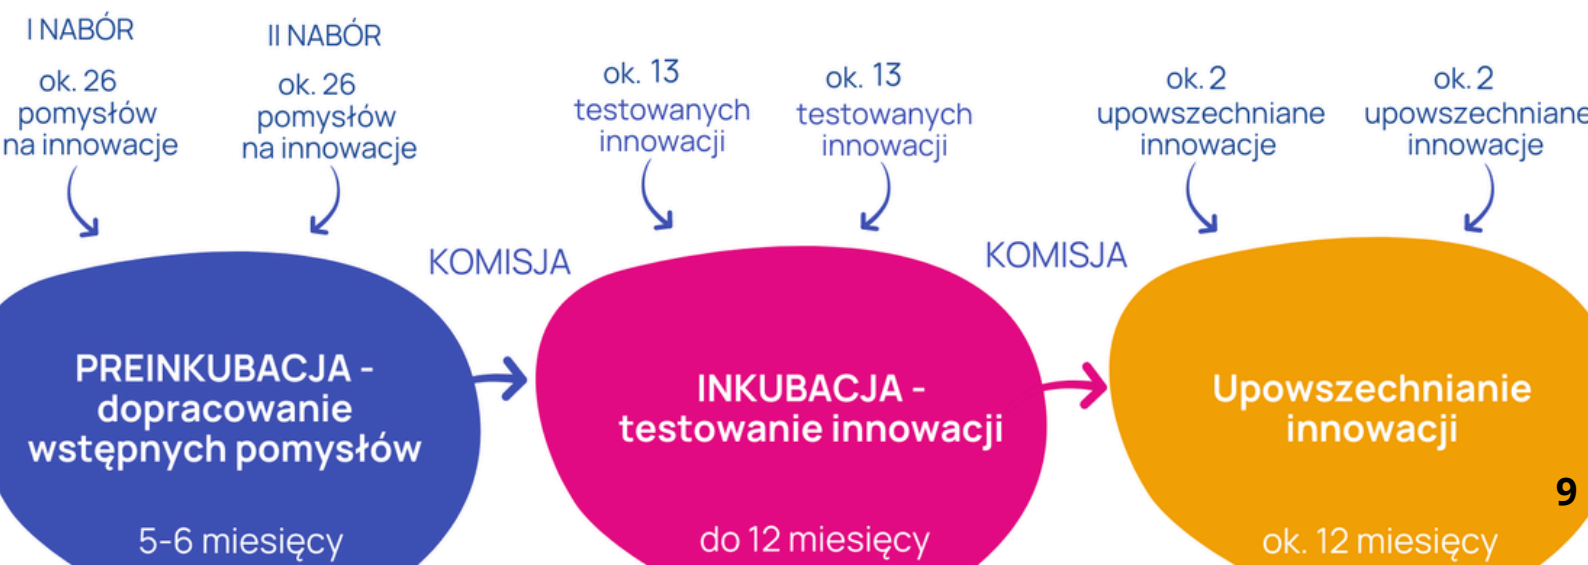 I NABÓR
ok. 26
pomysłów
na innowacje
II NABÓR
ok. 26
pomysłów
na innowacje
ok. 13
testowanych
innowacji
ok. 13
testowanych
innowacji
ok. 2
upowszechniane
innowacje
ok. 2
upowszechniane
innowacje
KOMISJA
KOMISJA
PREINKUBACJA -
dopracowanie
wstępnych pomysłów
5-6 miesięcy
INKUBACJA -
testowanie innowacji
do 12 miesięcy
Upowszechnianie
innowacji
ok. 12 miesięcy
9